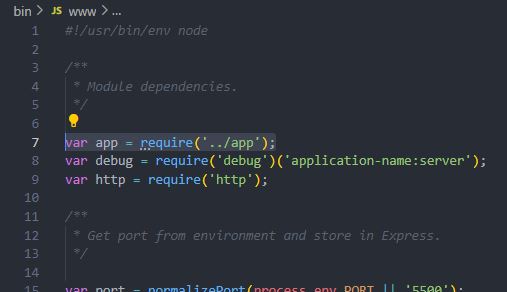 bin > JS www > ...
1 #!/usr/bin/env node
2
3 /**
4  * Module dependencies.
5  */
6
7 var app = require('../app');
8 var debug = require('debug')('application-name:server');
9 var http = require('http');
10
11 /**
12  * Get port from environment and store in Express.
13  */
14
15 var port = normalizePort(process.env.PORT || '5500');